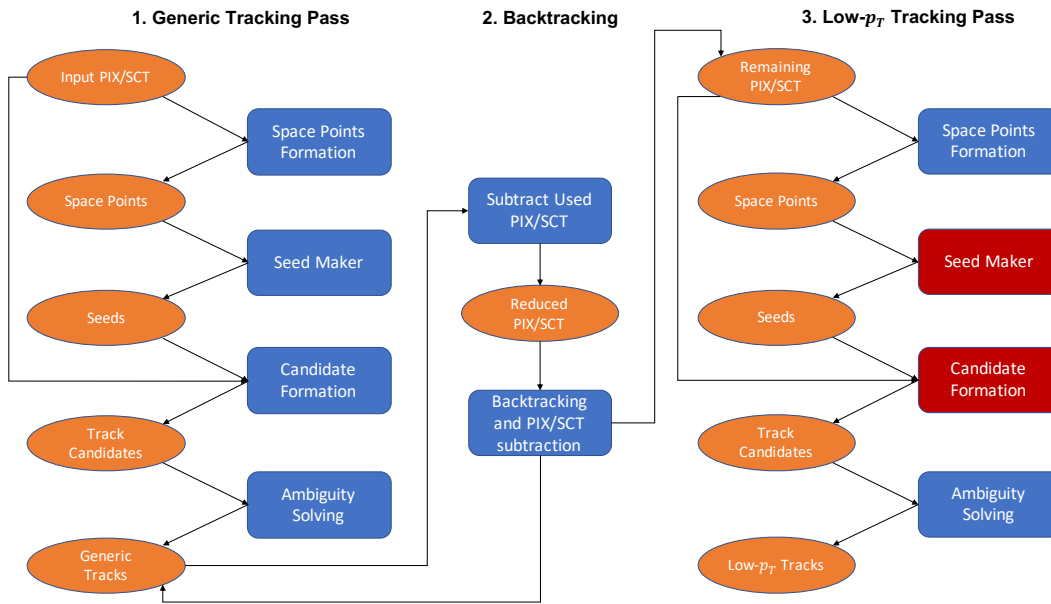 1. Generic Tracking Pass
Input PIX/SCT
Space Points
Formation
Space Points
Seed Maker
Seeds
Candidate
Formation
Track
Candidates
Ambiguity
Solving
Generic
Tracks
2. Backtracking
Subtract Used
PIX/SCT
Reduced
PIX/SCT
Backtracking
and PIX/SCT
subtraction
3. Low-p_T Tracking Pass
Remaining
PIX/SCT
Space Points
Formation
Space Points
Seed Maker
Seeds
Candidate
Formation
Track
Candidates
Ambiguity
Solving
Low-p_T Tracks